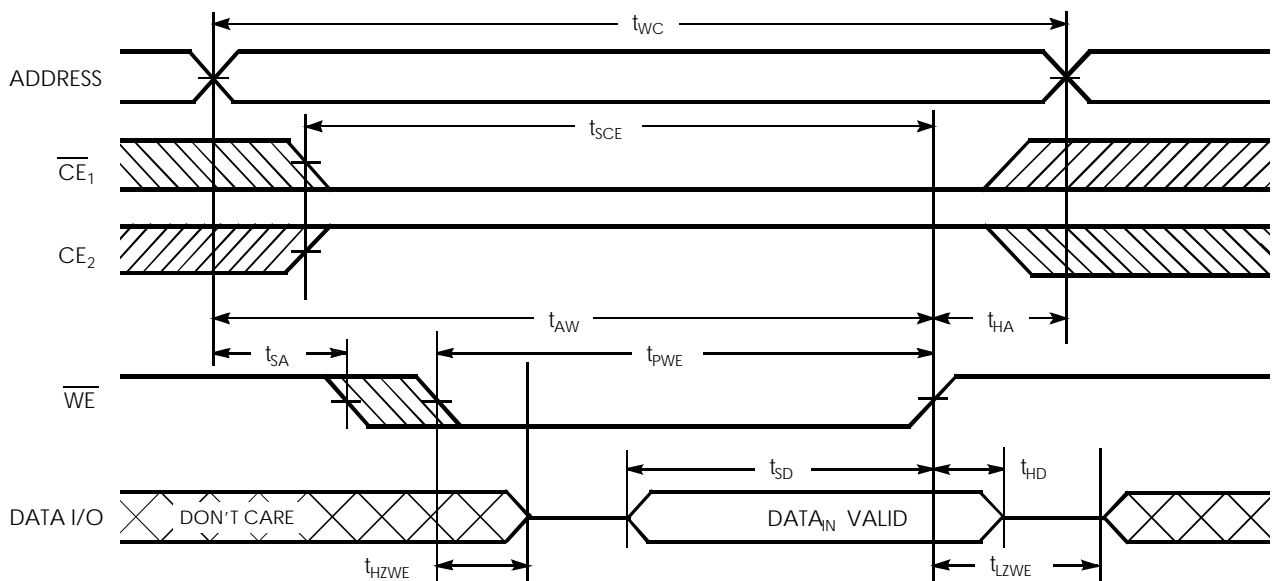 tWC
ADDRESS
tSCE
CE1
CE2
tAW
tHA
tSA
tPWE
WE
tSD
tHD
DATA I/O
DON'T CARE
DATAIN VALID
tHZWE
tLZWE